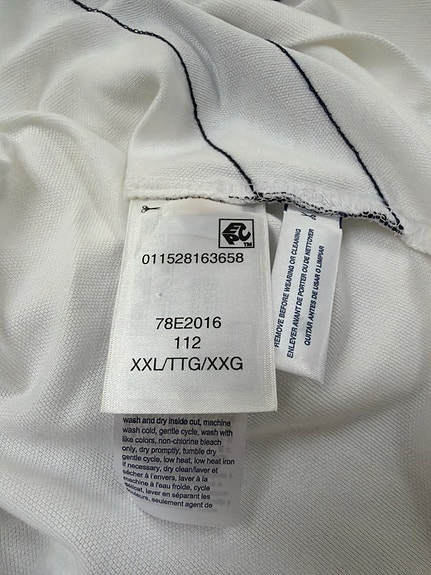 EPC
TM
011528163658
78E2016
112
XXL/TTG/XXG
REMOVE BEFORE WEARING OR CLEANING
ENLEVER AVANT DE PORTER OU DE NETTOYER
QUITAR ANTES DE USAR O LIMPIAR
wash and dry inside out, machine
wash cold, gentle cycle, wash with
like colors, non-chlorine bleach
only, dry promptly, tumble dry
gentle cycle, low heat, low heat iron
if necessary, dry clean/laver et
sécher à l'envers, laver à la
machine à l'eau froide, cycle
délicat, laver en séparant les
couleurs, seulement agent de